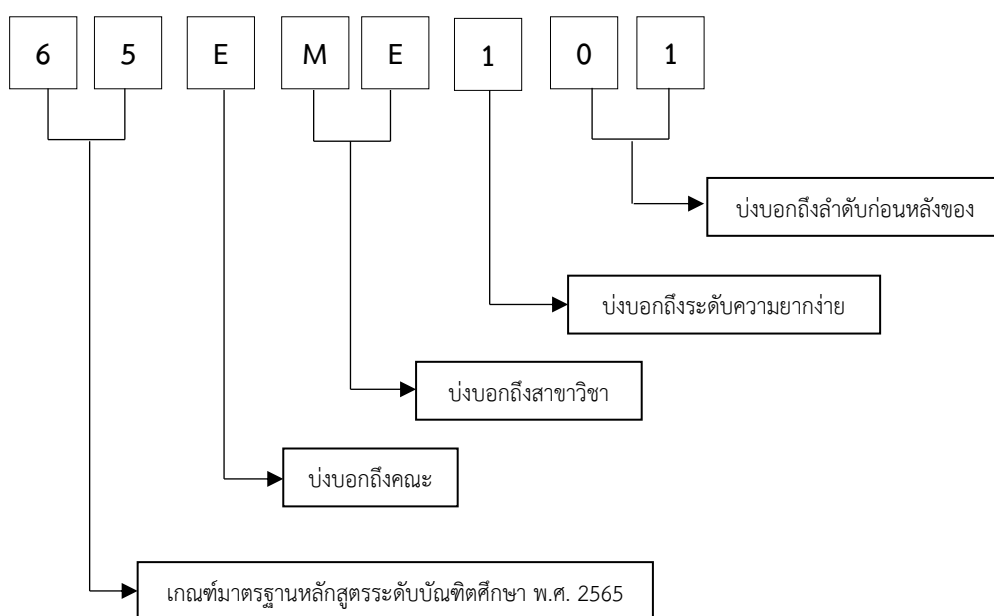 6 5 E M E 1 0 1
บ่งบอกถึงลำดับก่อนหลังของ
บ่งบอกถึงระดับความยากง่าย
บ่งบอกถึงสาขาวิชา
บ่งบอกถึงคณะ
เกณฑ์มาตรฐานหลักสูตรระดับบัณฑิตศึกษา พ.ศ. 2565